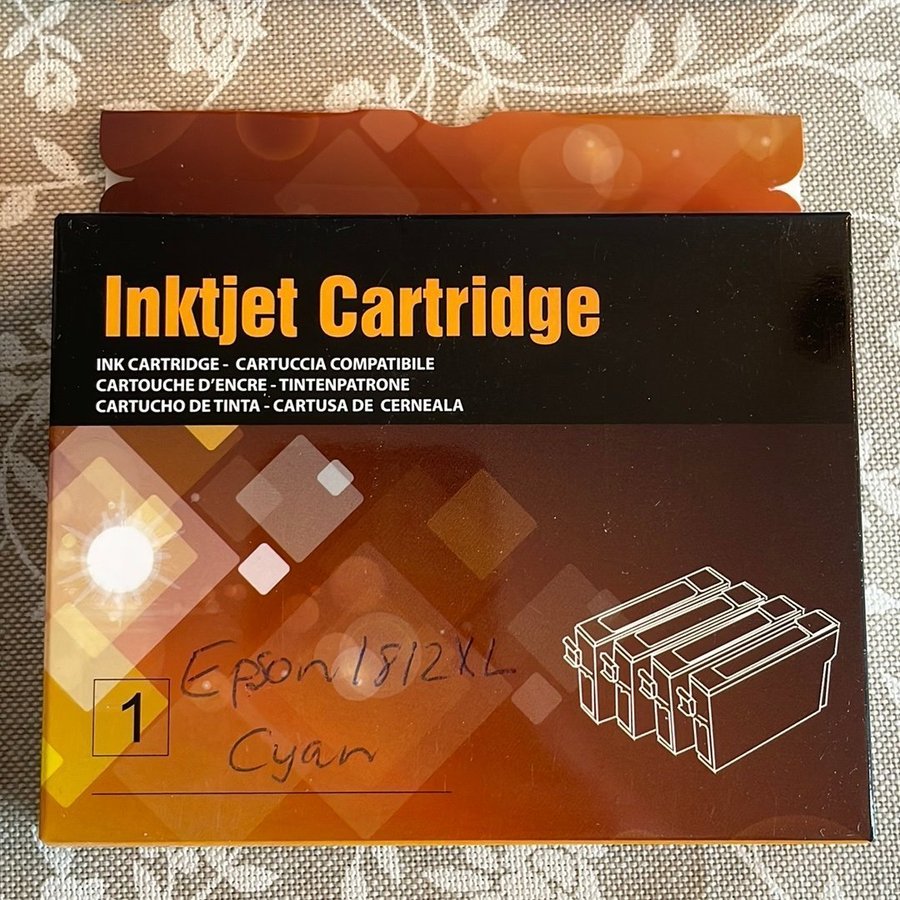 Inktjet Cartridge
INK CARTRIDGE - CARTUCCIA COMPATIBILE
CARTOUCHE D'ENCRE - TINTENPATRONE
CARTUCHO DE TINTA - CARTUSA DE CERNEALA
Epson 1812XL
1
Cyan